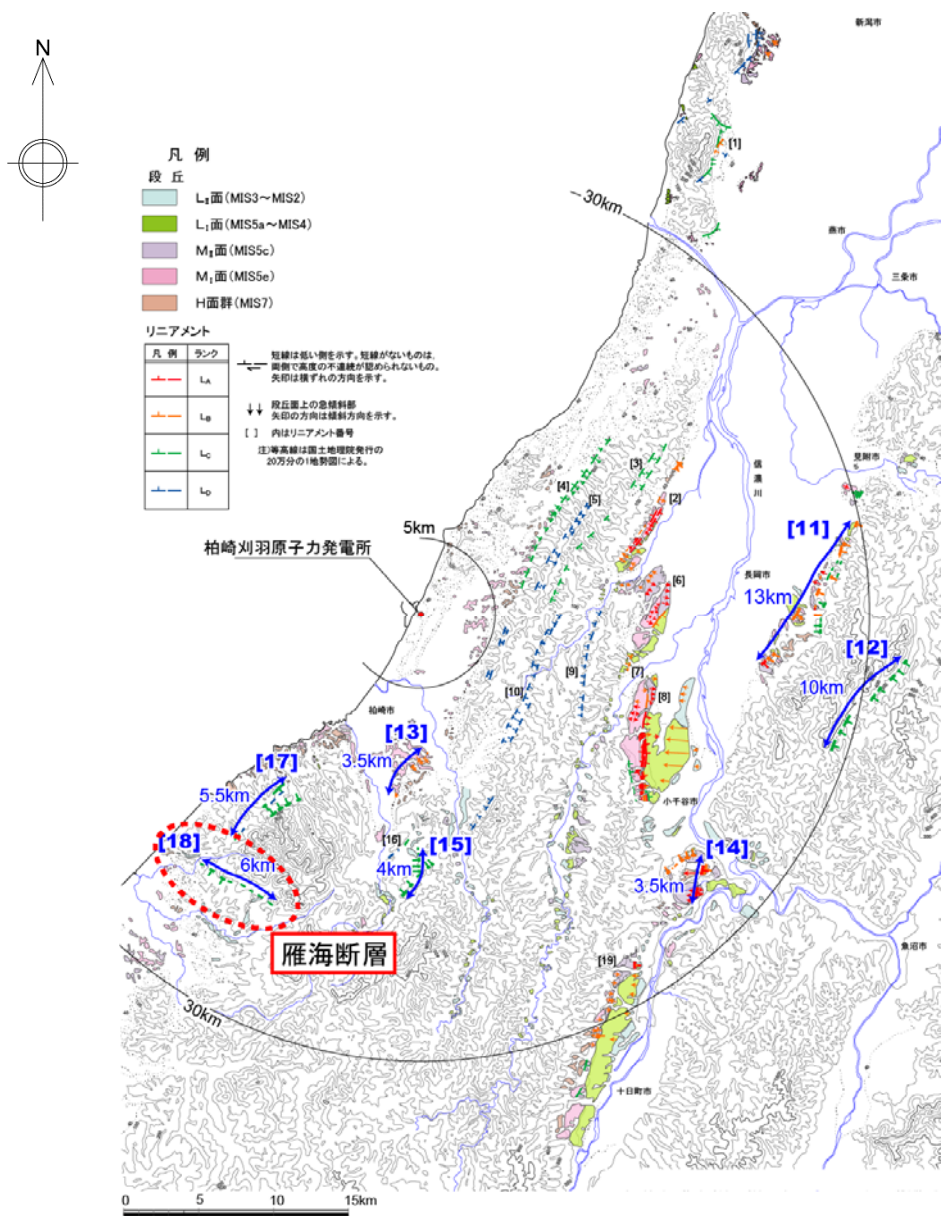 N
新潟市
凡 例
段 丘
LⅡ面(MIS3～MIS2)
LⅠ面(MIS5a～MIS4)
MⅡ面(MIS5c)
MⅠ面(MIS5e)
H面群(MIS7)
リニアメント
凡 例 ランク
LA
LB
LC
LD
短線は低い側を示す。短線がないものは、
両側で高度の不連続が認められないもの。
矢印は横ずれの方向を示す。
段丘面上の急傾斜部
矢印の方向は傾斜方向を示す。
[ ] 内はリニアメント番号
注)等高線は国土地理院発行の
20万分の1地勢図による。
[1]
30km
燕市
三条市
見附市
信濃川
[3]
[4]
[5]
[2]
5km
柏崎刈羽原子力発電所
[11]
長岡市
13km
[6]
[12]
10km
[7]
[8]
[9]
[10]
柏崎市
[13]
3.5km
[17]
5.5km
小千谷市
[18]
6km
[16]
[15]
4km
[14]
3.5km
雁海断層
魚沼市
[19]
30km
十日町市
0 5 10 15km